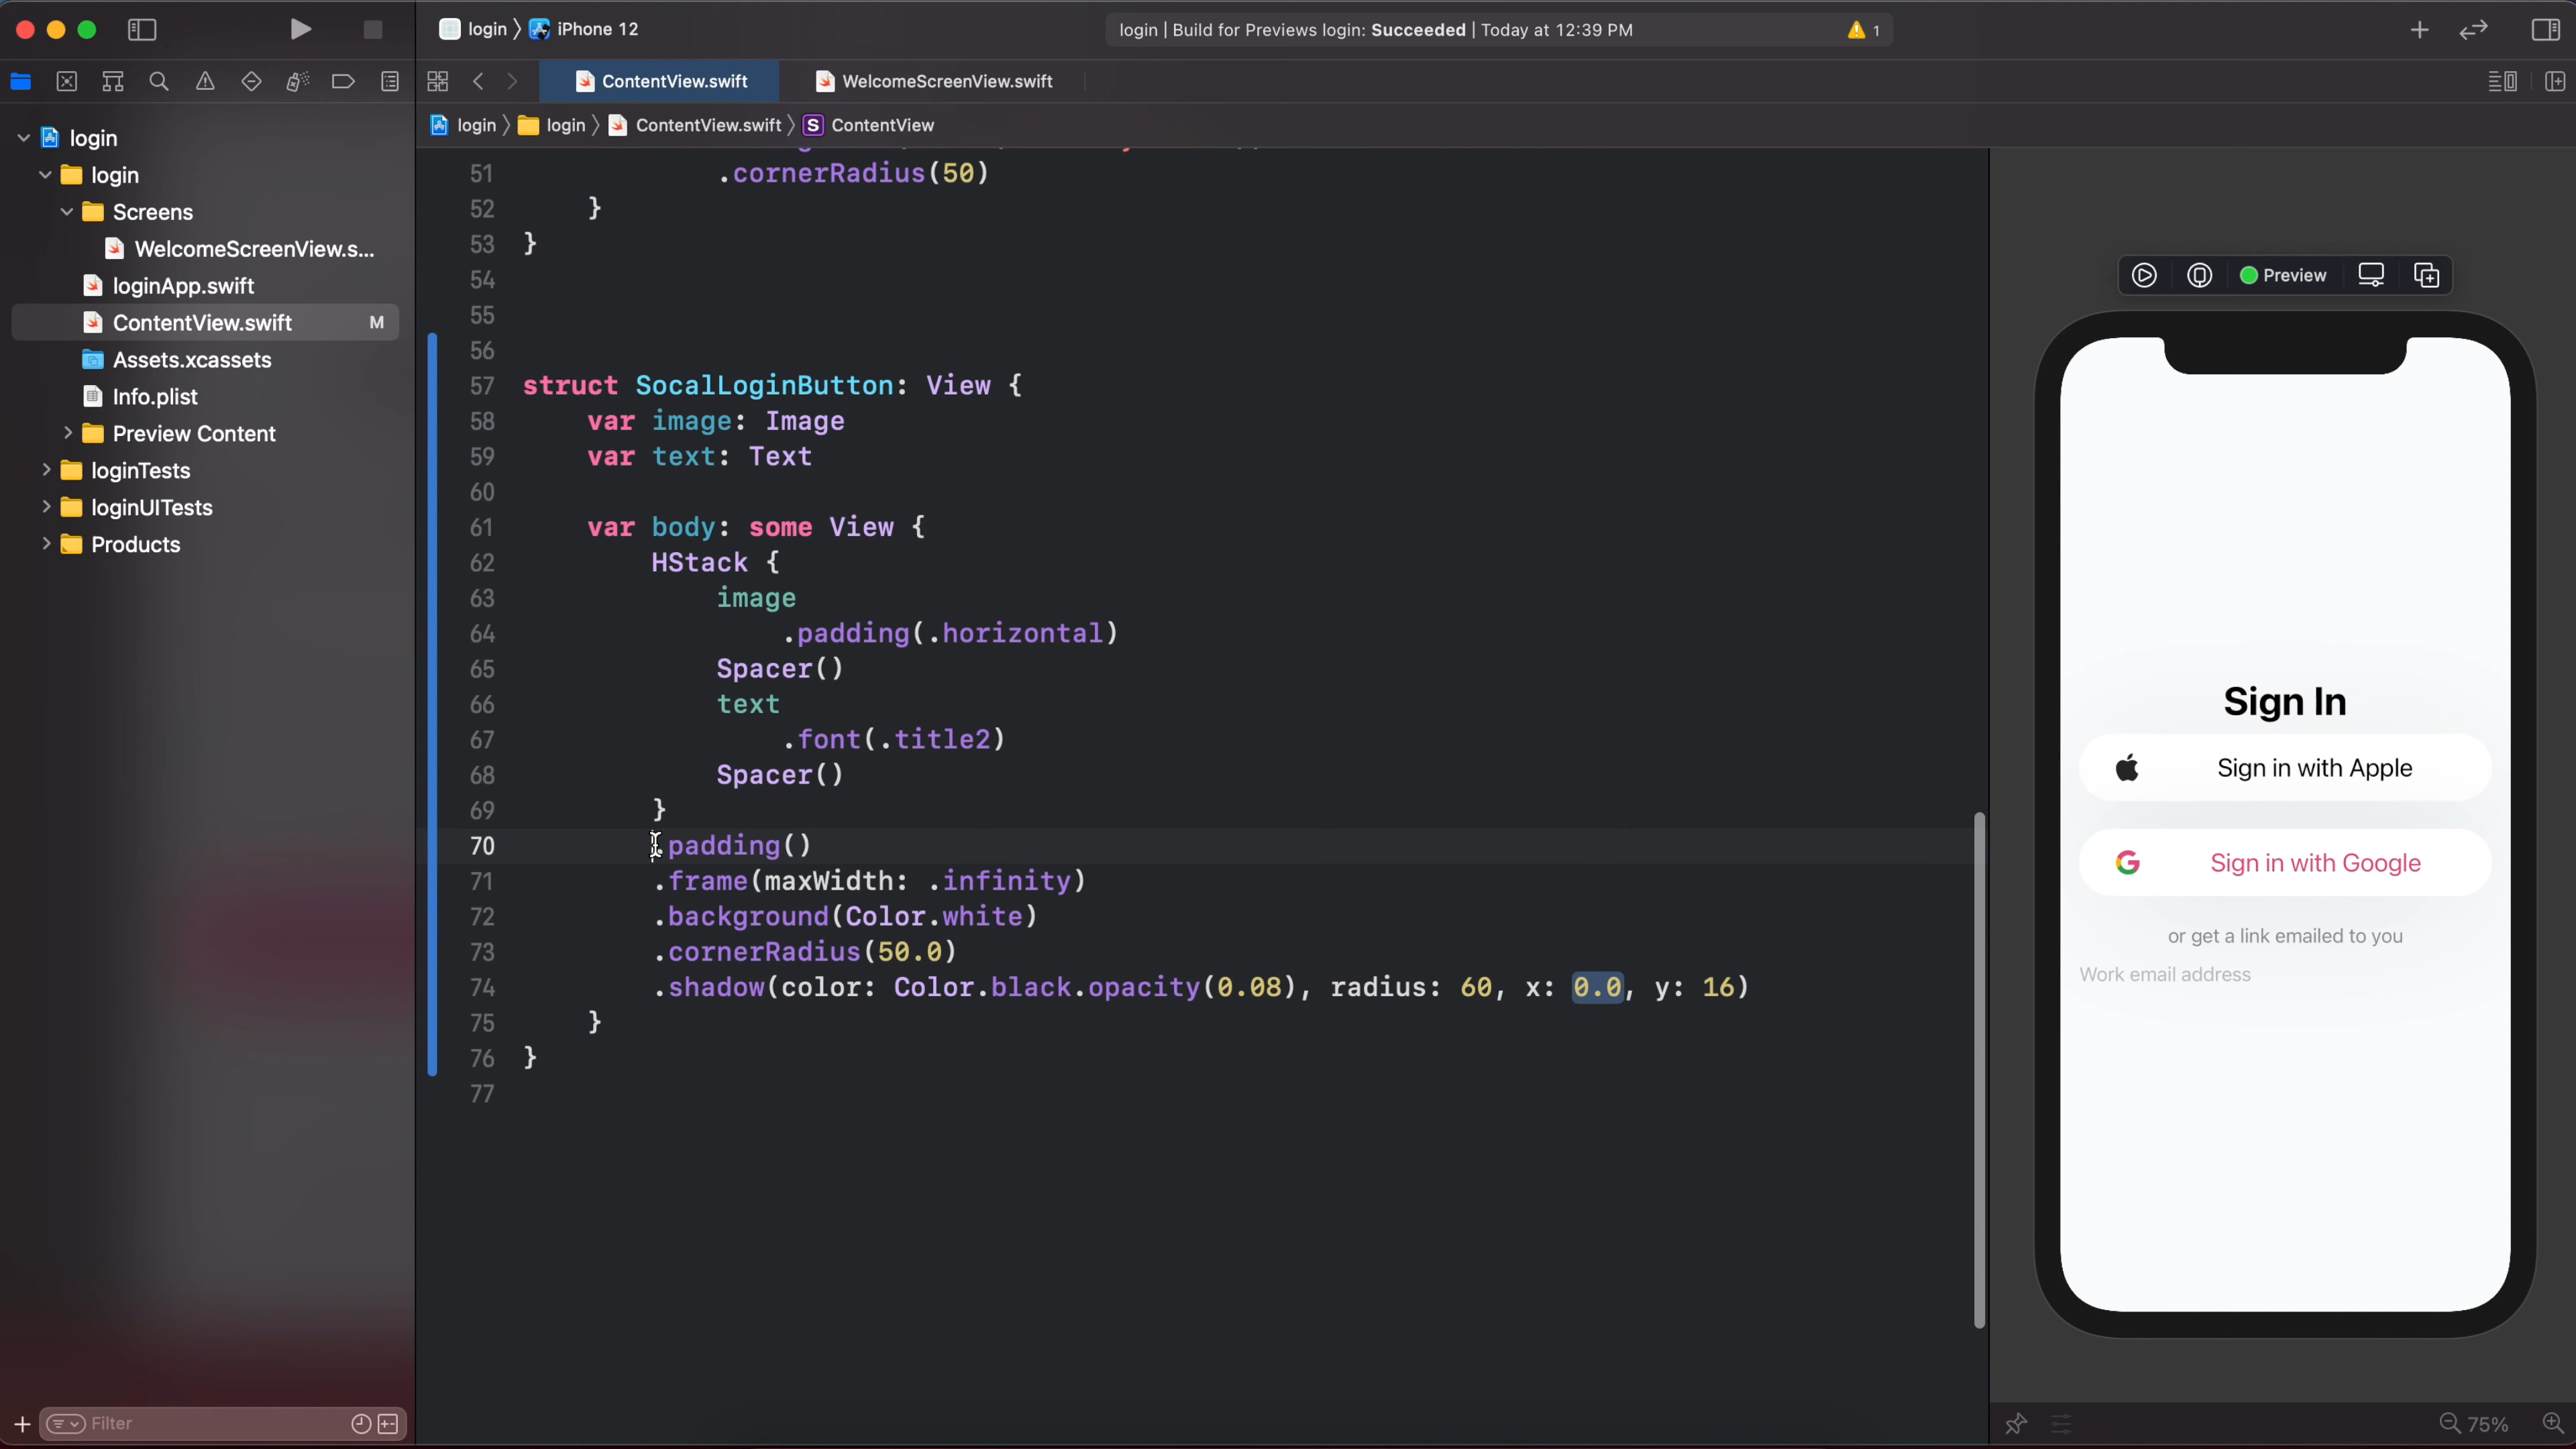 login 〉 iPhone 12
login | Build for Previews login: Succeeded | Today at 12:39 PM
1
ContentView.swift
WelcomeScreenView.swift
login 〉 login 〉 ContentView.swift 〉 S ContentView
login
login
Screens
WelcomeScreenView.s...
loginApp.swift
ContentView.swift M
Assets.xcassets
Info.plist
Preview Content
loginTests
loginUITests
Products
Filter
51 .cornerRadius(50)
52 }
53 }
54
55
56
57 struct SocalLoginButton: View {
58 var image: Image
59 var text: Text
60
61 var body: some View {
62 HStack {
63 image
64 .padding(.horizontal)
65 Spacer()
66 text
67 .font(.title2)
68 Spacer()
69 }
70 .padding()
71 .frame(maxWidth: .infinity)
72 .background(Color.white)
73 .cornerRadius(50.0)
74 .shadow(color: Color.black.opacity(0.08), radius: 60, x: 0.0, y: 16)
75 }
76 }
77
Preview
Sign In
Sign in with Apple
Sign in with Google
or get a link emailed to you
Work email address
75%